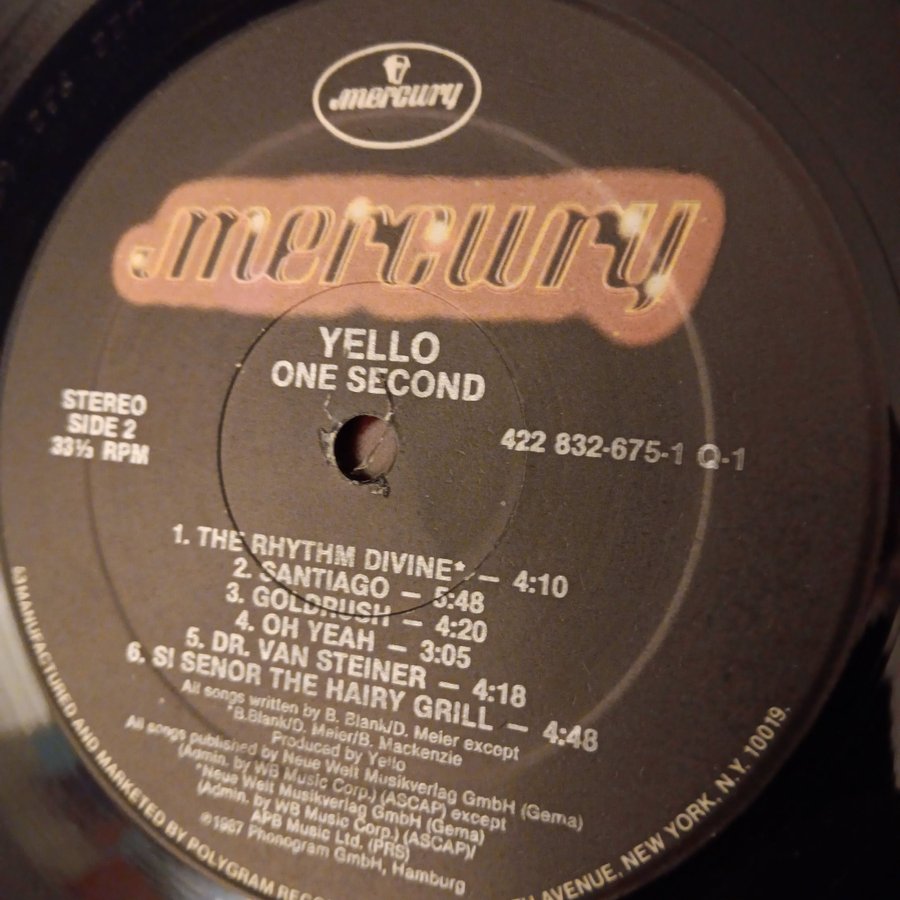 mercury
mercury
YELLO
ONE SECOND
STEREO
SIDE 2
33⅓ RPM
422 832-675-1 Q-1
1. THE RHYTHM DIVINE* — 4:10
2. SANTIAGO — 5:48
3. GOLDRUSH — 4:20
4. OH YEAH — 3:05
5. DR. VAN STEINER — 4:18
6. SI SENOR THE HAIRY GRILL — 4:48
All songs written by B. Blank/D. Meier except
*B.Blank/D. Meier/B. Mackenzie
Produced by Yello
All songs published by Neue Welt Musikverlag GmbH (Gema)
(Admin. by WB Music Corp.) (ASCAP) except
*Neue Welt Musikverlag GmbH (Gema)
(Admin. by WB Music Corp.) (ASCAP)/
APB Music Ltd. (PRS)
©1987 Phonogram GmbH, Hamburg
53 MANUFACTURED AND MARKETED BY POLYGRAM AVENUE, NEW YORK, N.Y. 10019.